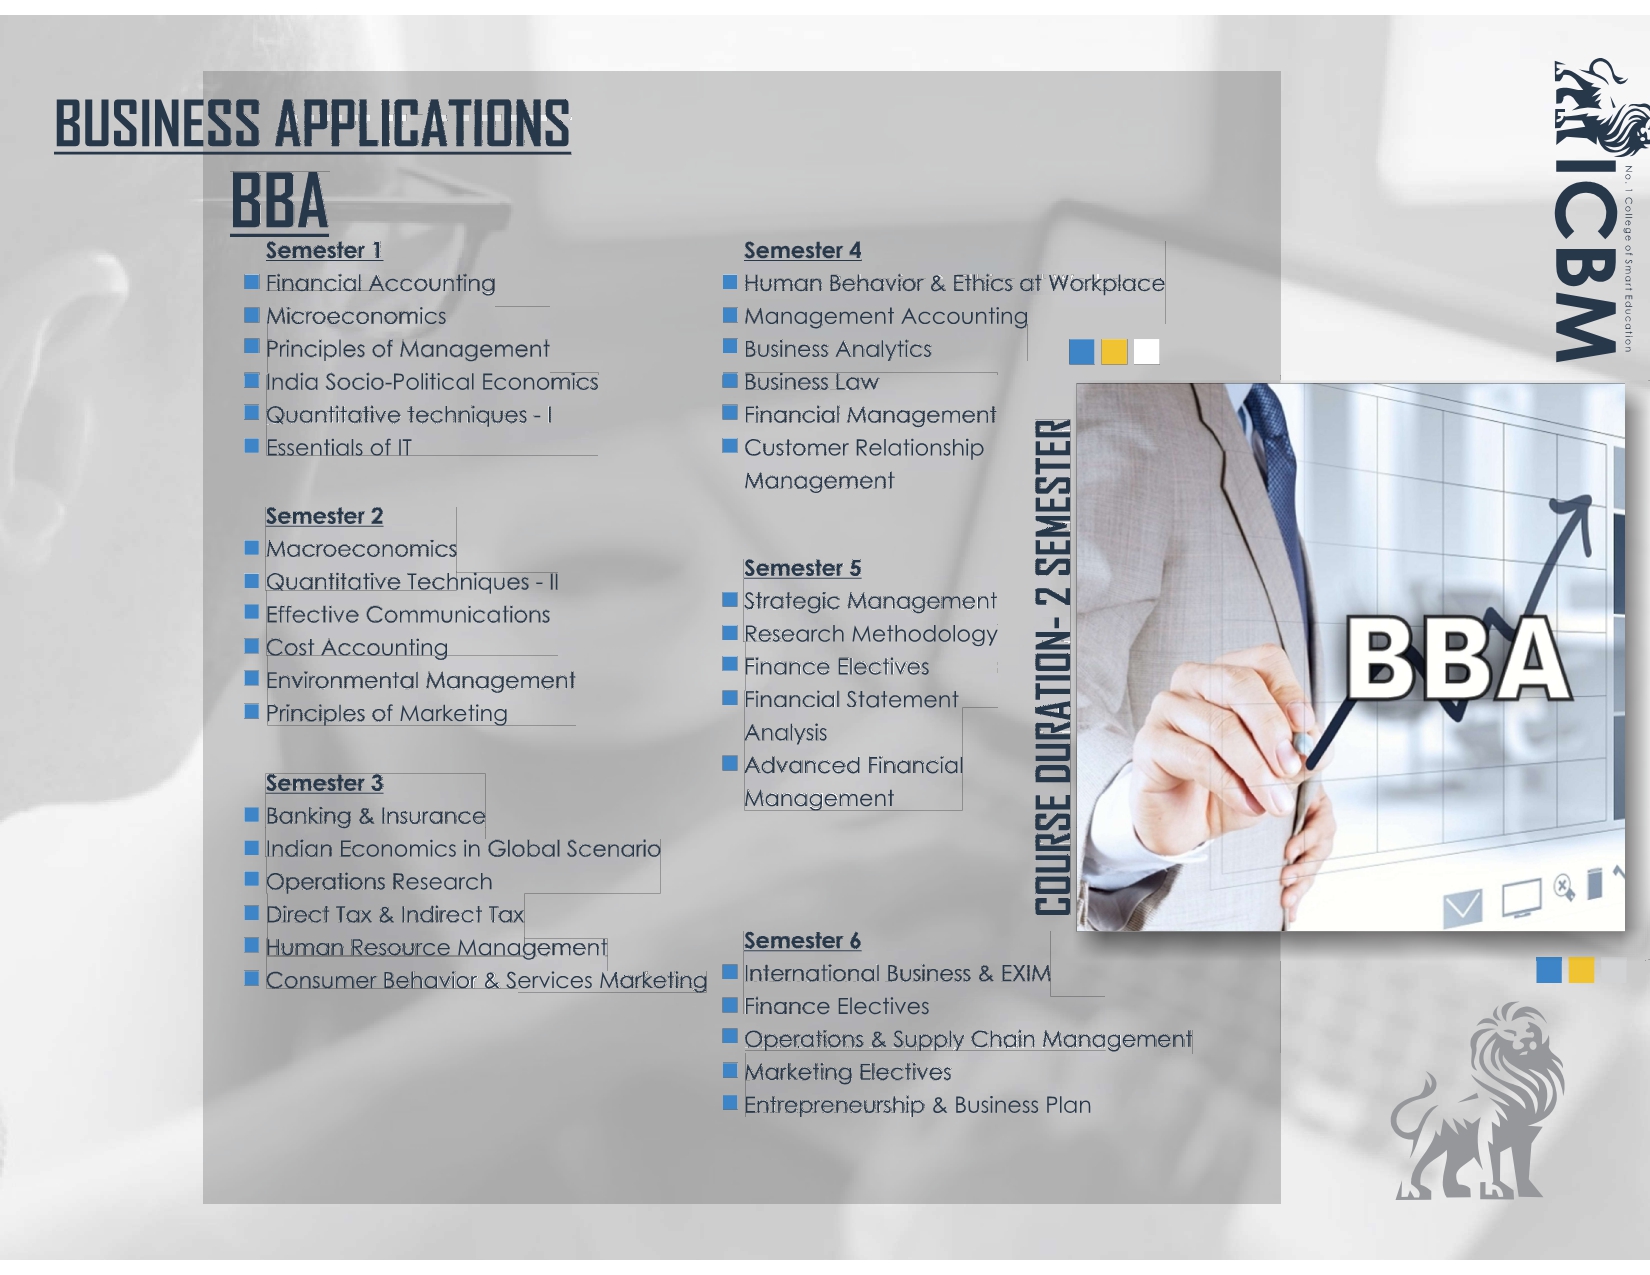 BUSINESS APPLICATIONS
BBA
Semester 1
Financial Accounting
Microeconomics
Principles of Management
India Socio-Political Economics
Quantitative techniques - I
Essentials of IT
Semester 2
Macroeconomics
Quantitative Techniques - II
Effective Communications
Cost Accounting
Environmental Management
Principles of Marketing
Semester 3
Banking & Insurance
Indian Economics in Global Scenario
Operations Research
Direct Tax & Indirect Tax
Human Resource Management
Consumer Behavior & Services Marketing
Semester 4
Human Behavior & Ethics at Workplace
Management Accounting
Business Analytics
Business Law
Financial Management
Customer Relationship
Management
Semester 5
Strategic Management
Research Methodology
Finance Electives
Financial Statement
Analysis
Advanced Financial
Management
Semester 6
International Business & EXIM
Finance Electives
Operations & Supply Chain Management
Marketing Electives
Entrepreneurship & Business Plan
COURSE DURATION- 2 SEMESTER
BBA
ICBM
No. 1 College of Smart Education